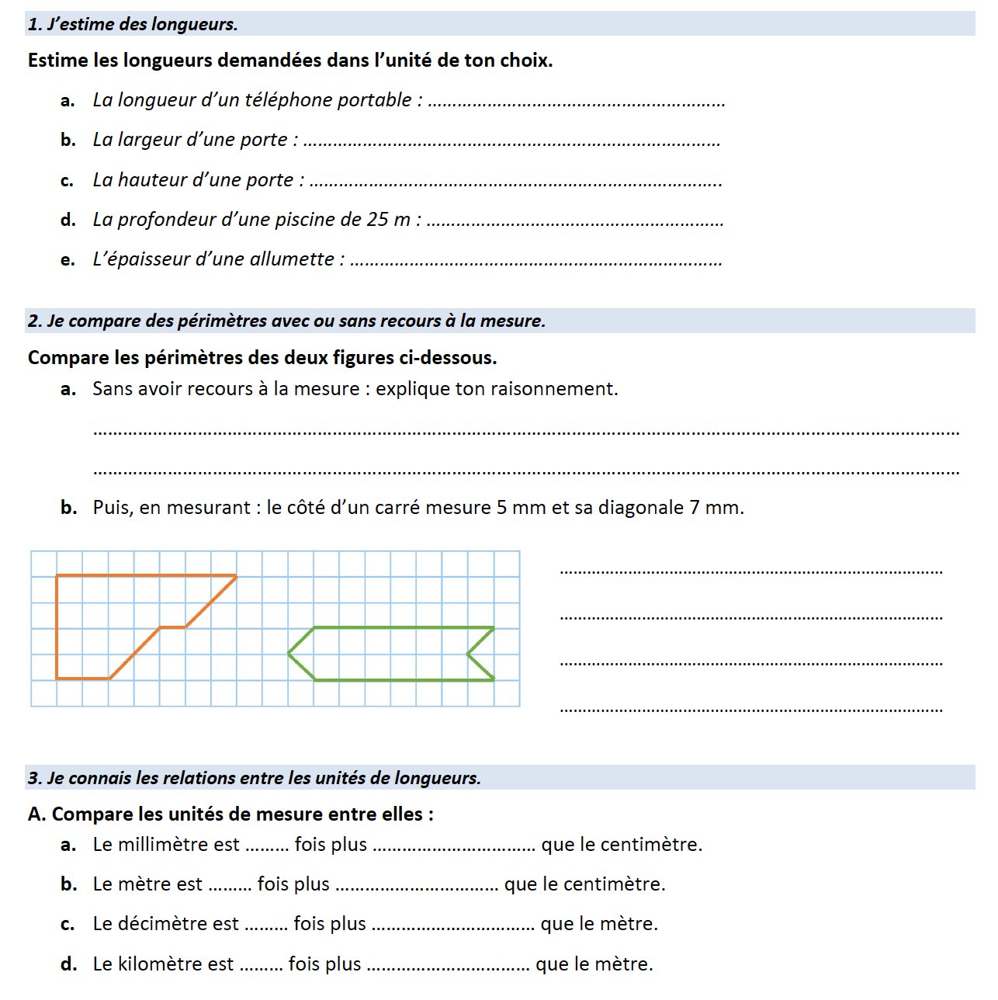 1. J’estime des longueurs.
Estime les longueurs demandées dans l’unité de ton choix.
a. La longueur d’un téléphone portable : ……………………………………………………
b. La largeur d’une porte : …………………………………………………………………………
c. La hauteur d’une porte : ………………………………………………………………………..
d. La profondeur d’une piscine de 25 m : ……………………………………………………
e. L’épaisseur d’une allumette : …………………………………………………………………
2. Je compare des périmètres avec ou sans recours à la mesure.
Compare les périmètres des deux figures ci-dessous.
a. Sans avoir recours à la mesure : explique ton raisonnement.
…………………………………………………………………………………………………………………………………………………………
…………………………………………………………………………………………………………………………………………………………
b. Puis, en mesurant : le côté d’un carré mesure 5 mm et sa diagonale 7 mm.
……………………………………………………………………………
……………………………………………………………………………
……………………………………………………………………………
……………………………………………………………………………
3. Je connais les relations entre les unités de longueurs.
A. Compare les unités de mesure entre elles :
a. Le millimètre est ……… fois plus …………………………… que le centimètre.
b. Le mètre est ……… fois plus …………………………… que le centimètre.
c. Le décimètre est ……… fois plus …………………………… que le mètre.
d. Le kilomètre est ……… fois plus …………………………… que le mètre.